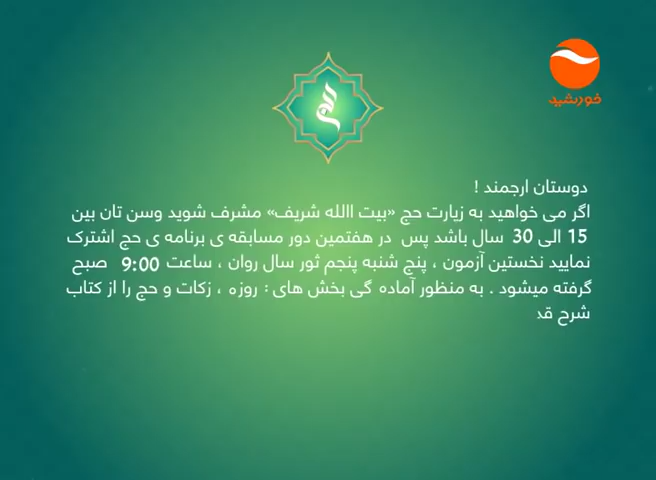 خورشید
دوستان ارجمند !
اگر می خواهید به زیارت حج «بیت االله شریف» مشرف شوید وسن تان بین
15 الی 30 سال باشد پس در هفتمین دور مسابقه ی برنامه ی حج اشترک
نمایید نخستین آزمون ، پنج شنبه پنجم ثور سال روان ، ساعت 9:00 صبح
گرفته میشود . به منظور آماده گی بخش های : روزه ، زکات و حج را از کتاب
شرح قد